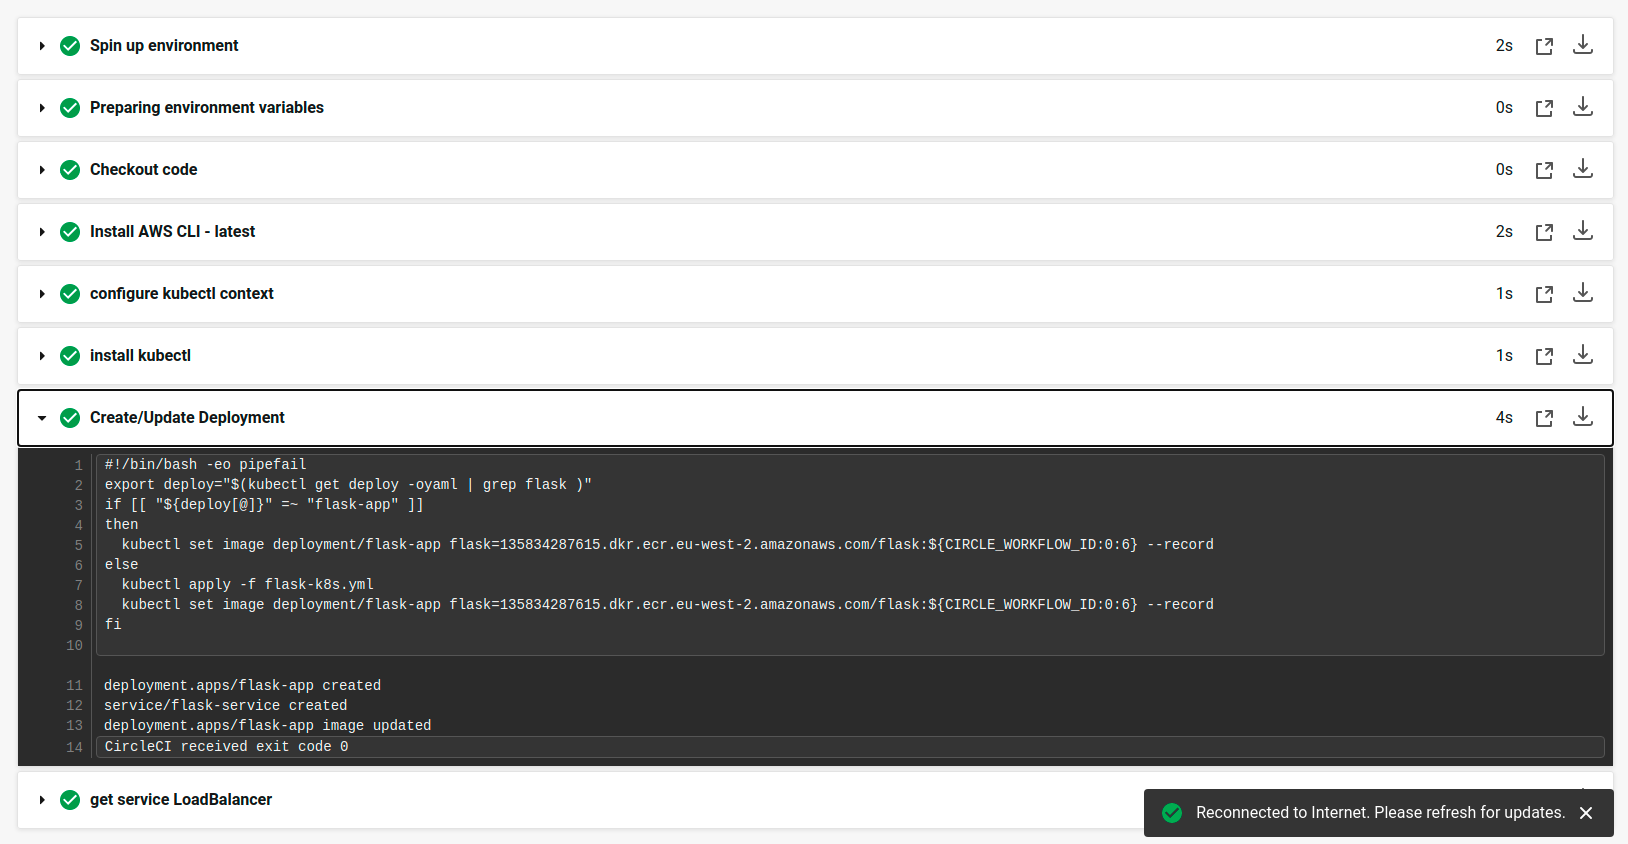 Spin up environment 2s
Preparing environment variables 0s
Checkout code 0s
Install AWS CLI - latest 2s
configure kubectl context 1s
install kubectl 1s
Create/Update Deployment 4s
1 #!/bin/bash -eo pipefail
2 export deploy="$(kubectl get deploy -oyaml | grep flask )"
3 if [[ "${deploy[@]}" =~ "flask-app" ]]
4 then
5   kubectl set image deployment/flask-app flask=135834287615.dkr.ecr.eu-west-2.amazonaws.com/flask:${CIRCLE_WORKFLOW_ID:0:6} --record
6 else
7   kubectl apply -f flask-k8s.yml
8   kubectl set image deployment/flask-app flask=135834287615.dkr.ecr.eu-west-2.amazonaws.com/flask:${CIRCLE_WORKFLOW_ID:0:6} --record
9 fi
10
11 deployment.apps/flask-app created
12 service/flask-service created
13 deployment.apps/flask-app image updated
14 CircleCI received exit code 0
get service LoadBalancer
Reconnected to Internet. Please refresh for updates.